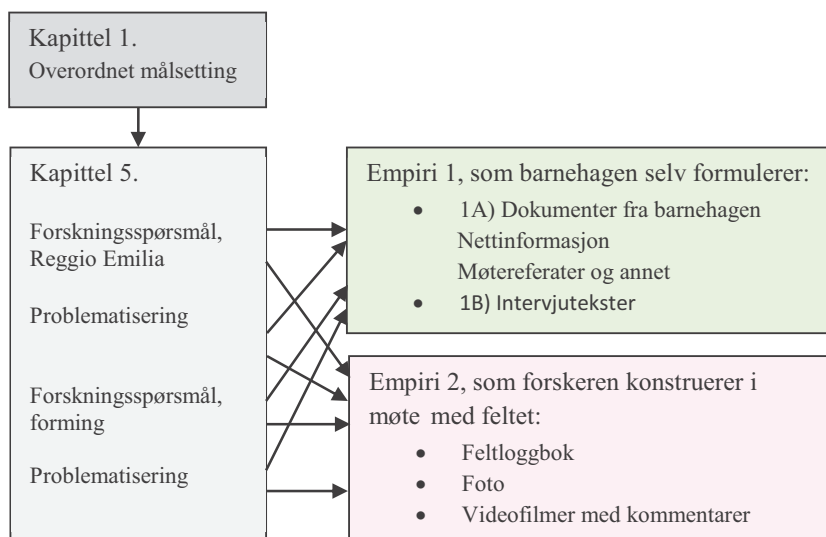 Kapittel 1.
Overordnet målsetting
Kapittel 5.
Forskningsspørsmål,
Reggio Emilia
Problematisering
Forskningsspørsmål,
forming
Problematisering
Empiri 1, som barnehagen selv formulerer:
• 1A) Dokumenter fra barnehagen
Nettinformasjon
Møtereferater og annet
• 1B) Intervjutekster
Empiri 2, som forskeren konstruerer i
møte med feltet:
• Feltloggbok
• Foto
• Videofilmer med kommentarer